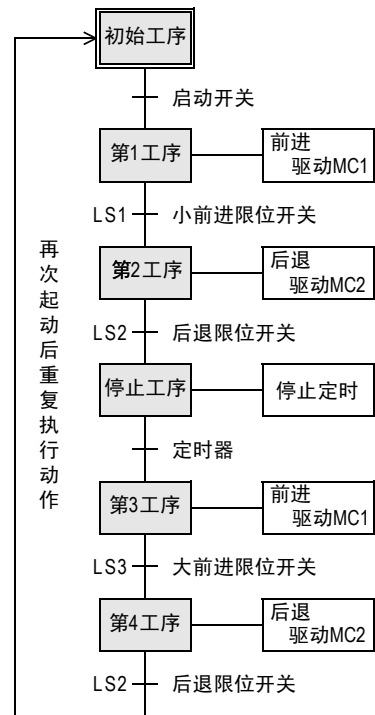 初始工序
启动开关
第1工序
前进
驱动MC1
LS1
小前进限位开关
第2工序
后退
驱动MC2
LS2
后退限位开关
停止工序
停止定时
定时器
第3工序
前进
驱动MC1
LS3
大前进限位开关
第4工序
后退
驱动MC2
LS2
后退限位开关
再次起动后重复执行动作